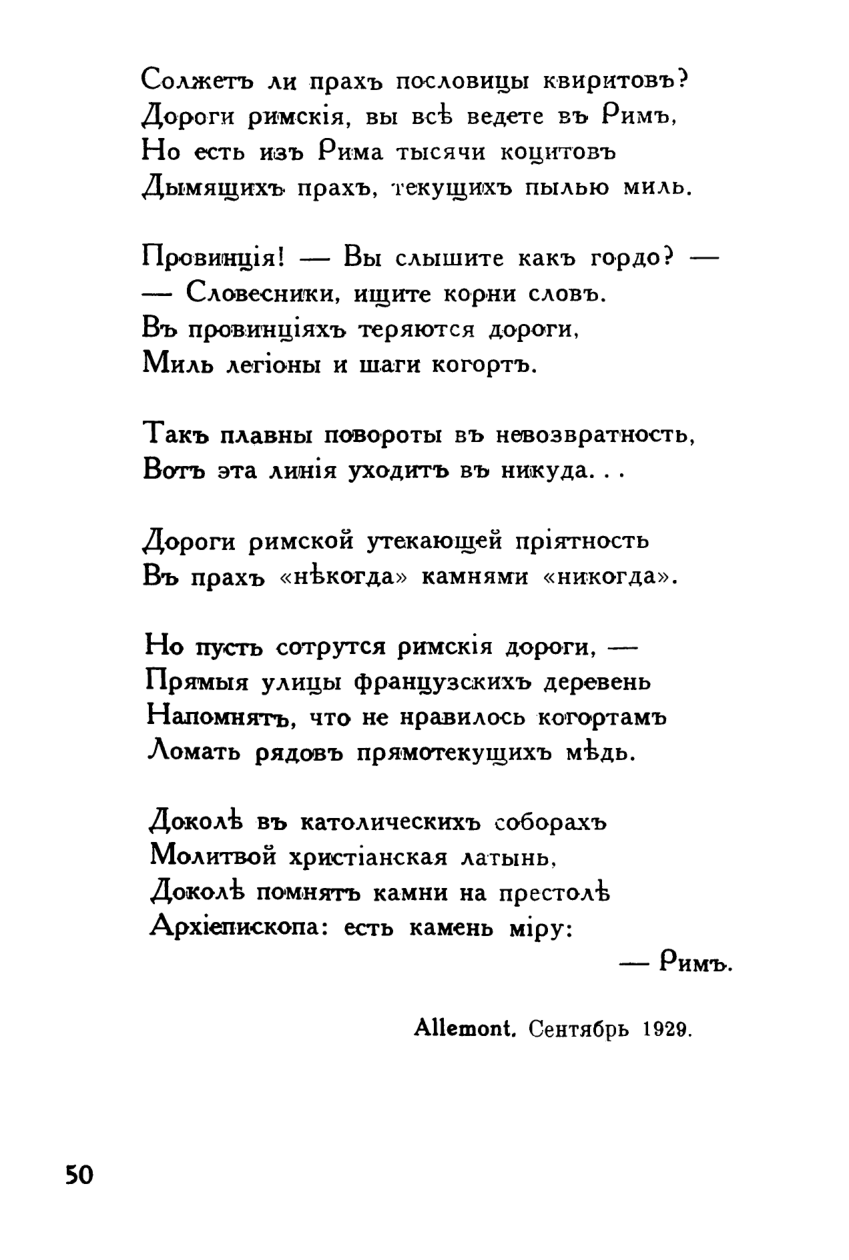 Солжетъ ли прахъ пословицы квиритовъ?
Дороги римскія, вы всѣ ведете въ Римъ,
Но есть изъ Рима тысячи коцитовъ
Дымящихъ прахъ, текущихъ пылью миль.
Провинція! — Вы слышите какъ гордо? —
— Словесники, ищите корни словъ.
Въ провинціяхъ теряются дороги,
Миль легіоны и шаги когортъ.
Такъ плавны повороты въ невозвратность,
Вотъ эта линія уходитъ въ никуда. . .
Дороги римской утекающей пріятность
Въ прахъ «нѣкогда» камнями «никогда».
Но пусть сотрутся римскія дороги, —
Прямыя улицы французскихъ деревень
Напомнятъ, что не нравилось когортамъ
Ломать рядовъ прямотекущихъ мѣдь.
Доколѣ въ католическихъ соборахъ
Молитвой христіанская латынь,
Доколѣ помнятъ камни на престолѣ
Архіепископа: есть камень міру:
— Римъ.
Allemont. Сентябрь 1929.
50